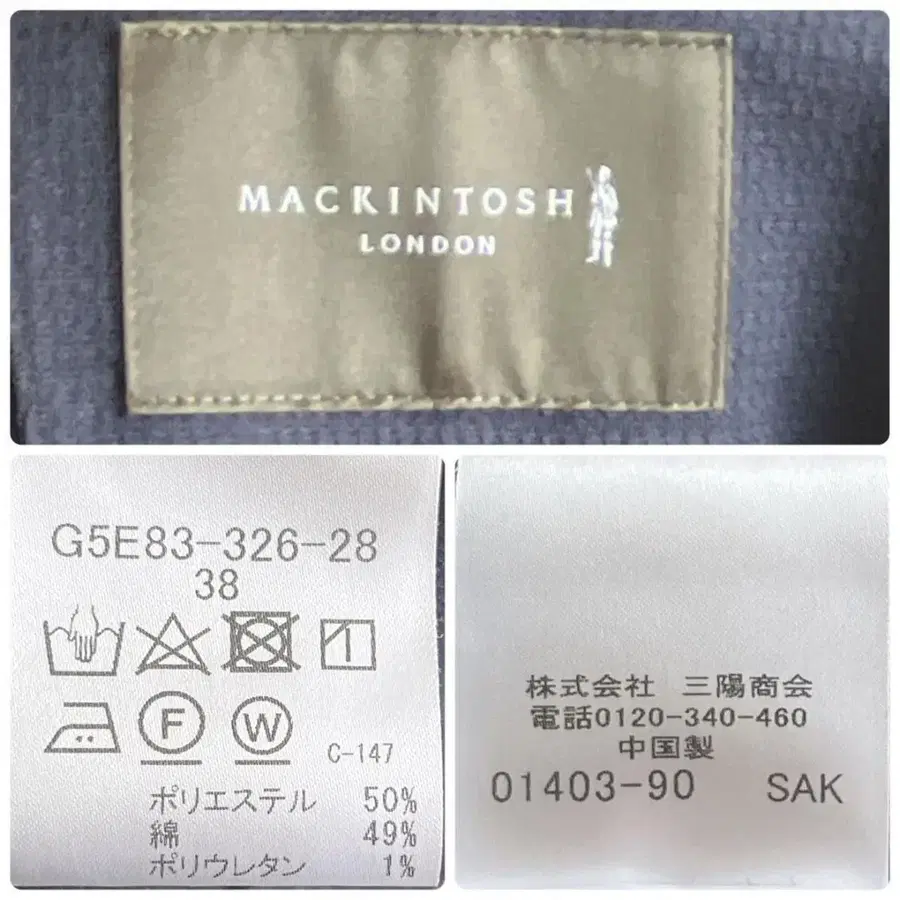 MACKINTOSH
LONDON
G5E83-326-28
38
F W C-147
ポリエステル 50%
綿 49%
ポリウレタン 1%
株式会社 三陽商会
電話0120-340-460
中国製
01403-90 SAK